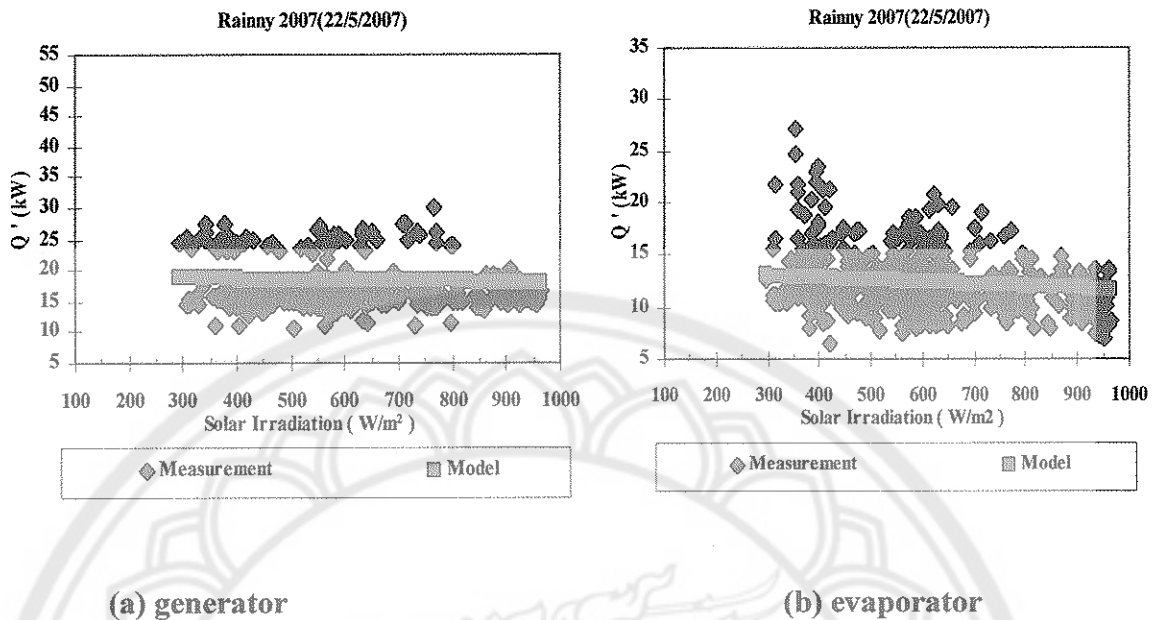 Rainny 2007(22/5/2007)
55
50
45
40
35
30
25
20
15
10
5
Q ' (kW)
100 200 300 400 500 600 700 800 900 1000
Solar Irradiation ( W/m² )
Measurement Model
(a) generator
Rainny 2007(22/5/2007)
35
30
25
20
15
10
5
Q ' (kW)
100 200 300 400 500 600 700 800 900 1000
Solar Irradiation ( W/m2 )
Measurement Model
(b) evaporator